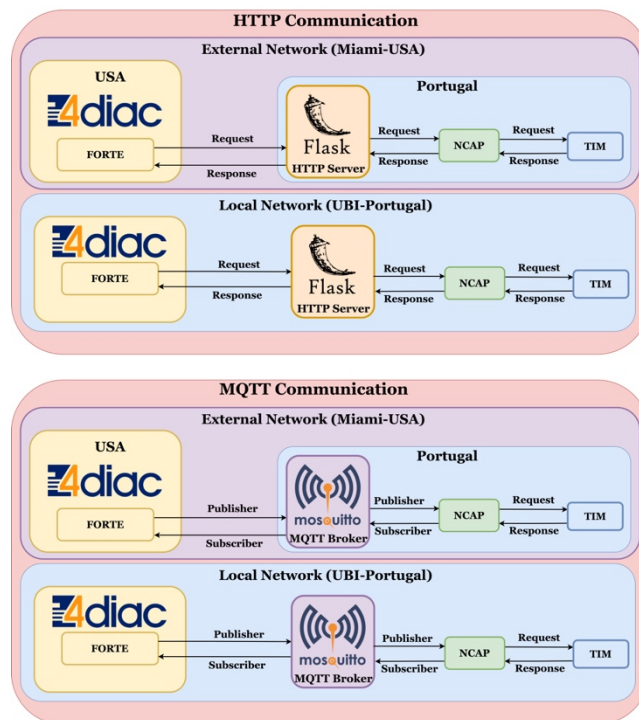 HTTP Communication
External Network (Miami-USA)
USA
Portugal
4diac
FORTE
Request
Response
Flask
HTTP Server
Request
Response
NCAP
Request
Response
TIM
Local Network (UBI-Portugal)
4diac
FORTE
Request
Response
Flask
HTTP Server
Request
Response
NCAP
Request
Response
TIM
MQTT Communication
External Network (Miami-USA)
USA
Portugal
4diac
FORTE
Publisher
Subscriber
mosquitto
MQTT Broker
Publisher
Subscriber
NCAP
Request
Response
TIM
Local Network (UBI-Portugal)
4diac
FORTE
Publisher
Subscriber
mosquitto
MQTT Broker
Publisher
Subscriber
NCAP
Request
Response
TIM